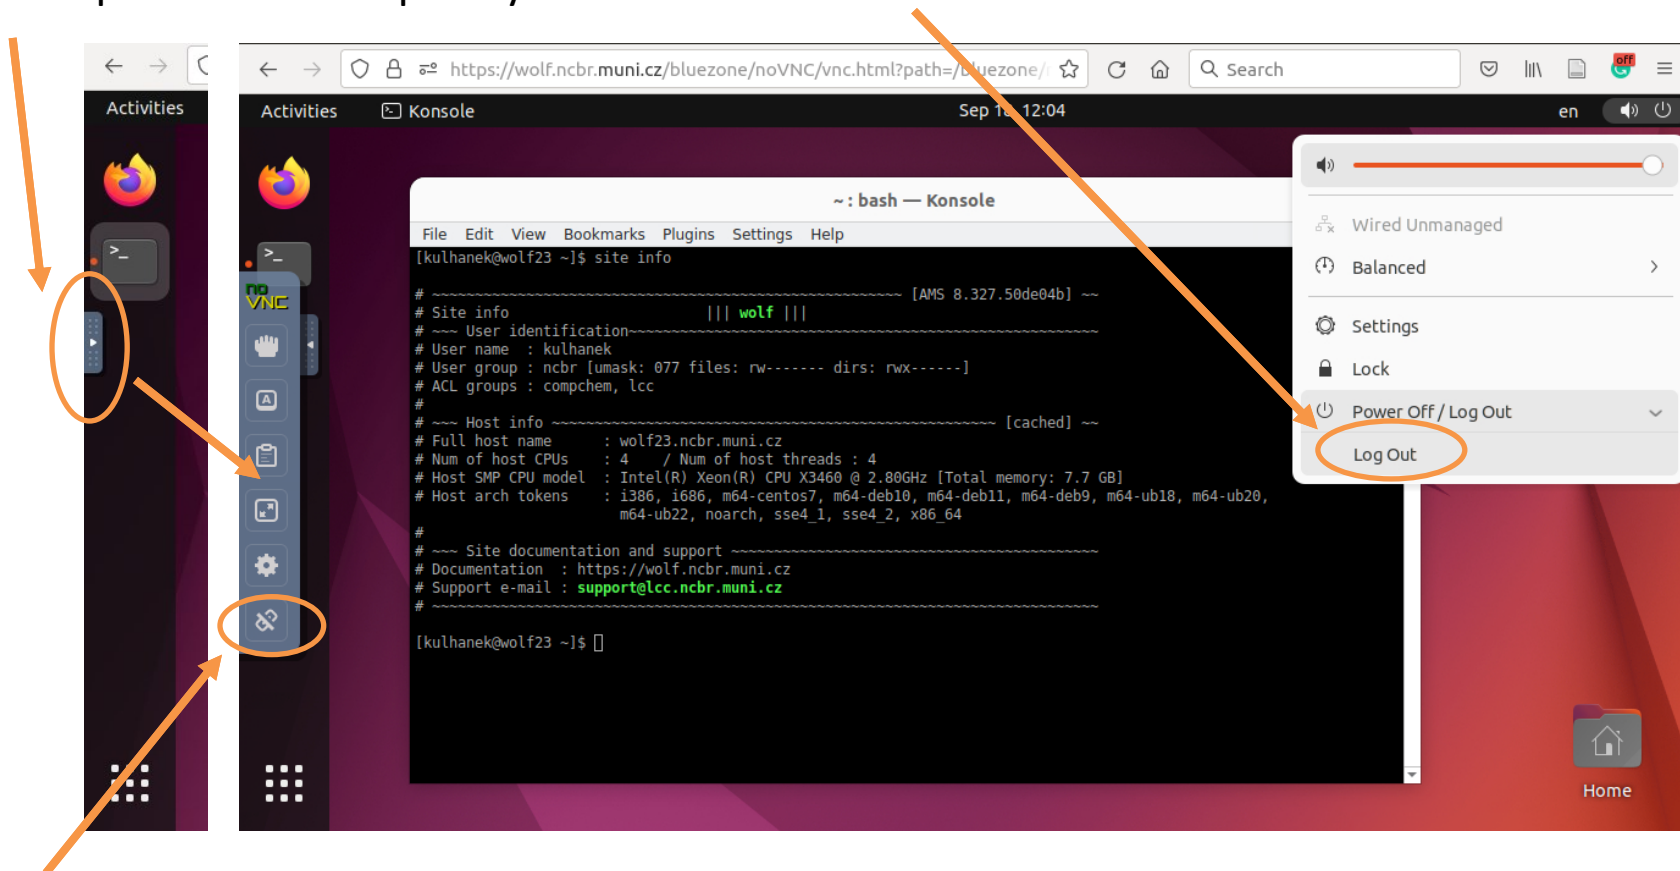 Activities
https://wolf.ncbr.muni.cz/bluezone/noVNC/vnc.html?path=/bluezone/
Search
off
Activities
Konsole
12:04
en
~ : bash — Konsole
File Edit View Bookmarks Plugins Settings Help
[kulhanek@wolf23 ~]$ site info
# ~~~~~~~~~~~~~~~~~~~~~~~~~~~~~~~~~~~~~~~~~~~~~~~~~~~~~~~ [AMS 8.327.50de04b] ~~
# Site info ||| wolf |||
# ~~~ User identification~~~~~~~~~~~~~~~~~~~~~~~~~~~~~~~~~~~~~~~~~~~~~~~~~~~~~~~
# User name : kulhanek
# User group : ncbr [umask: 077 files: rw------- dirs: rwx------]
# ACL groups : compchem, lcc
#
# ~~~ Host info ~~~~~~~~~~~~~~~~~~~~~~~~~~~~~~~~~~~~~~~~~~~~~~~~~~~~ [cached] ~~
# Full host name : wolf23.ncbr.muni.cz
# Num of host CPUs : 4 / Num of host threads : 4
# Host SMP CPU model : Intel(R) Xeon(R) CPU X3460 @ 2.80GHz [Total memory: 7.7 GB]
# Host arch tokens : i386, i686, m64-centos7, m64-deb10, m64-deb11, m64-deb9, m64-ub18, m64-ub20,
m64-ub22, noarch, sse4_1, sse4_2, x86_64
#
# ~~~ Site documentation and support ~~~~~~~~~~~~~~~~~~~~~~~~~~~~~~~~~~~~~~~~~~~
# Documentation : https://wolf.ncbr.muni.cz
# Support e-mail : support@lcc.ncbr.muni.cz
# ~~~~~~~~~~~~~~~~~~~~~~~~~~~~~~~~~~~~~~~~~~~~~~~~~~~~~~~~~~~~~~~~~~~~~~~~~~~~~~
[kulhanek@wolf23 ~]$
no
VNC
A
Wired Unmanaged
Balanced
Settings
Lock
Power Off / Log Out
Log Out
Home